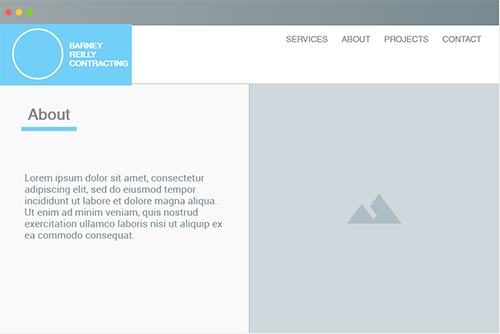 BARNEY
REILLY
CONTRACTING
SERVICES ABOUT PROJECTS CONTACT
About
Lorem ipsum dolor sit amet, consectetur
adipiscing elit, sed do eiusmod tempor
incididunt ut labore et dolore magna aliqua.
Ut enim ad minim veniam, quis nostrud
exercitation ullamco laboris nisi ut aliquip ex
ea commodo consequat.